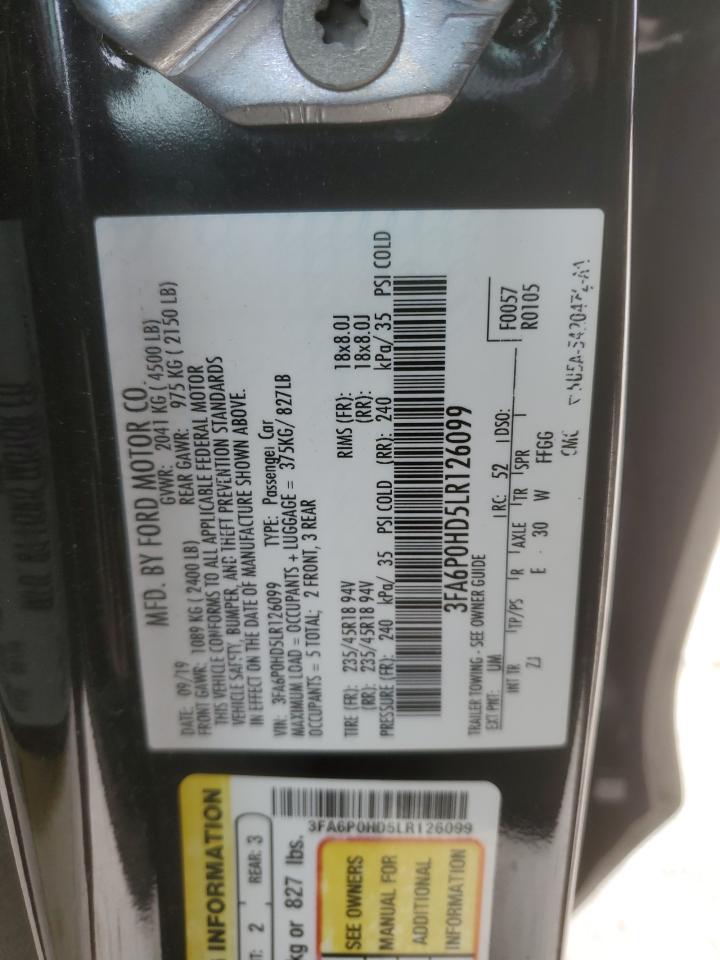 MFD. BY FORD MOTOR CO.
DATE: 09/19 GVWR: 2041 KG ( 4500 LB)
FRONT GAWR: 1089 KG ( 2400 LB) REAR GAWR: 975 KG ( 2150 LB)
THIS VEHICLE CONFORMS TO ALL APPLICABLE FEDERAL MOTOR
VEHICLE SAFETY, BUMPER, AND THEFT PREVENTION STANDARDS
IN EFFECT ON THE DATE OF MANUFACTURE SHOWN ABOVE.
VIN: 3FA6P0HD5LR126099 TYPE: Passenger Car
MAXIMUM LOAD = OCCUPANTS + LUGGAGE = 375KG/ 827LB
OCCUPANTS = 5 TOTAL; 2 FRONT, 3 REAR
TIRE (FR): 235/45R18 94V RIMS (FR): 18x8.0J
(RR): 235/45R18 94V (RR): 18x8.0J
PRESSURE (FR): 240 kPa/ 35 PSI COLD (RR): 240 kPa/ 35 PSI COLD
3FA6P0HD5LR126099
TRAILER TOWING - SEE OWNER GUIDE
F0057
EXT PNT: UM RC: 52 DSO: R0105
INT TR TP/PS R AXLE TR SPR
ZJ E 30 W FFGG
INFORMATION
2 REAR: 3
kg or 827 lbs.
3FA6P0HD5LR126099
SEE OWNERS
MANUAL FOR
ADDITIONAL
INFORMATION